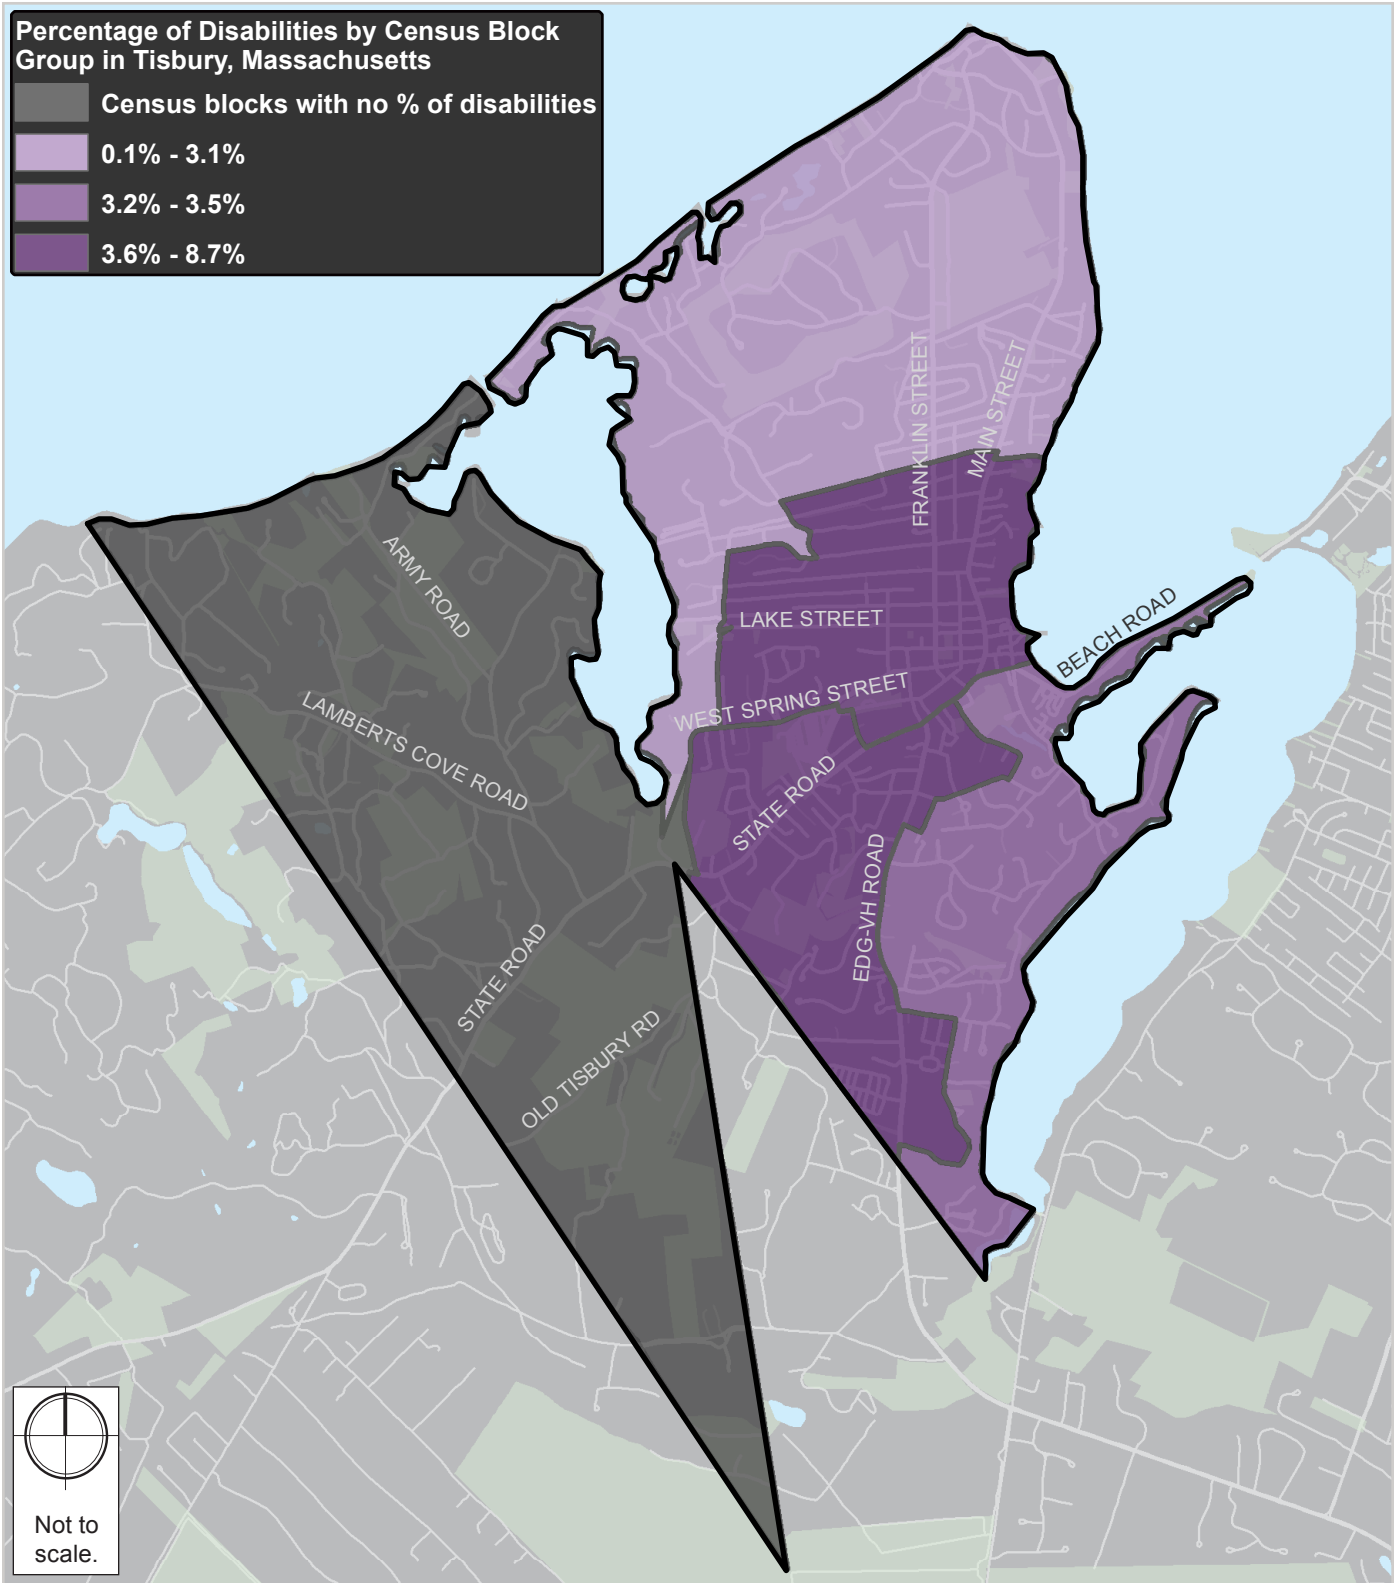 Percentage of Disabilities by Census Block
Group in Tisbury, Massachusetts
Census blocks with no % of disabilities
0.1% - 3.1%
3.2% - 3.5%
3.6% - 8.7%
FRANKLIN STREET
MAIN STREET
ARMY ROAD
LAKE STREET
BEACH ROAD
WEST SPRING STREET
LAMBERTS COVE ROAD
STATE ROAD
EDG-VH ROAD
STATE ROAD
OLD TISBURY RD
Not to
scale.